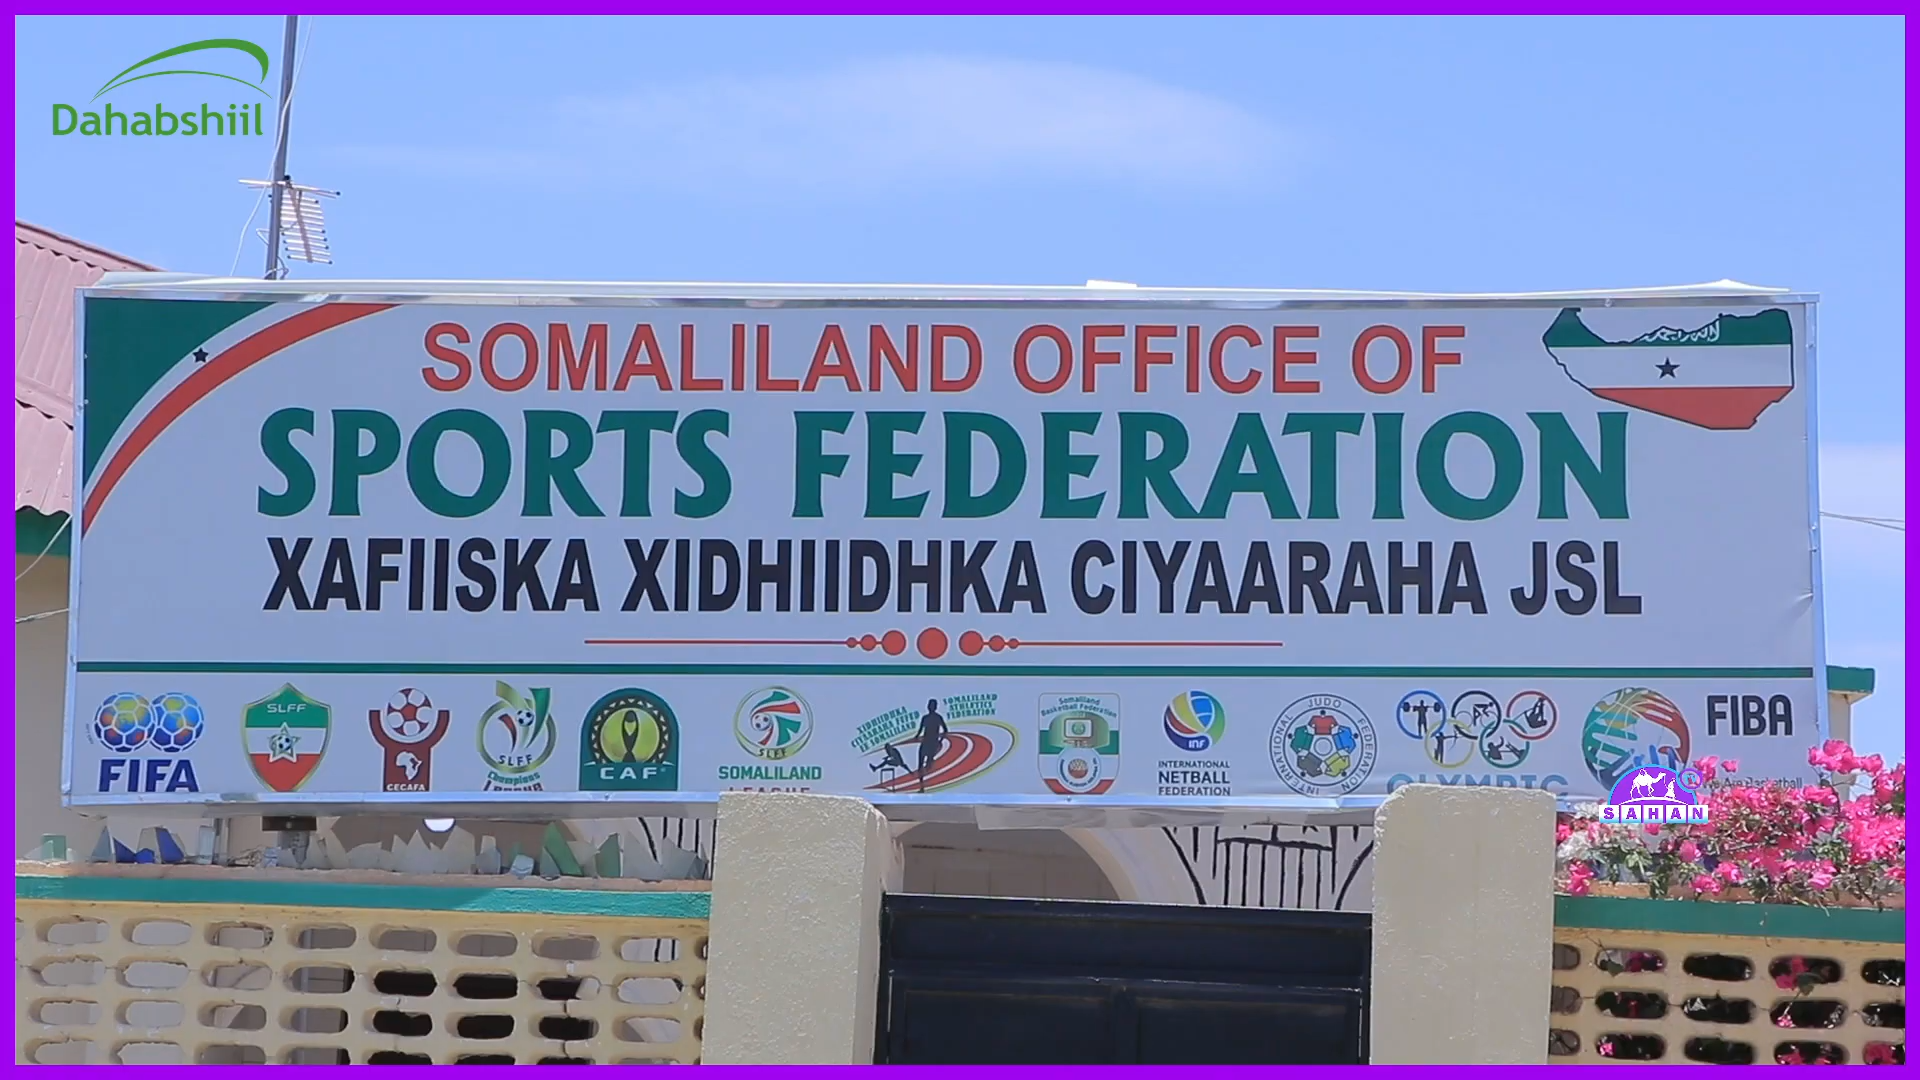 Dahabshiil
SOMALILAND OFFICE OF
SPORTS FEDERATION
XAFIISKA XIDHIIDHKA CIYAARAHA JSL
FIFA
SLFF
CECAFA
SLFF
Champions
League
CAF
SLFF
SOMALILAND
LEAGUE
XIDHIIDHKA
CIYAARAHA FUDUD
EE SOMALILAND
SOMALILAND
ATHLETICS
FEDERATION
Somaliland
Basketball Federation
INF
INTERNATIONAL
NETBALL
FEDERATION
INTERNATIONAL JUDO FEDERATION
OLYMPIC
FIBA
We Are Basketball
SAHAN